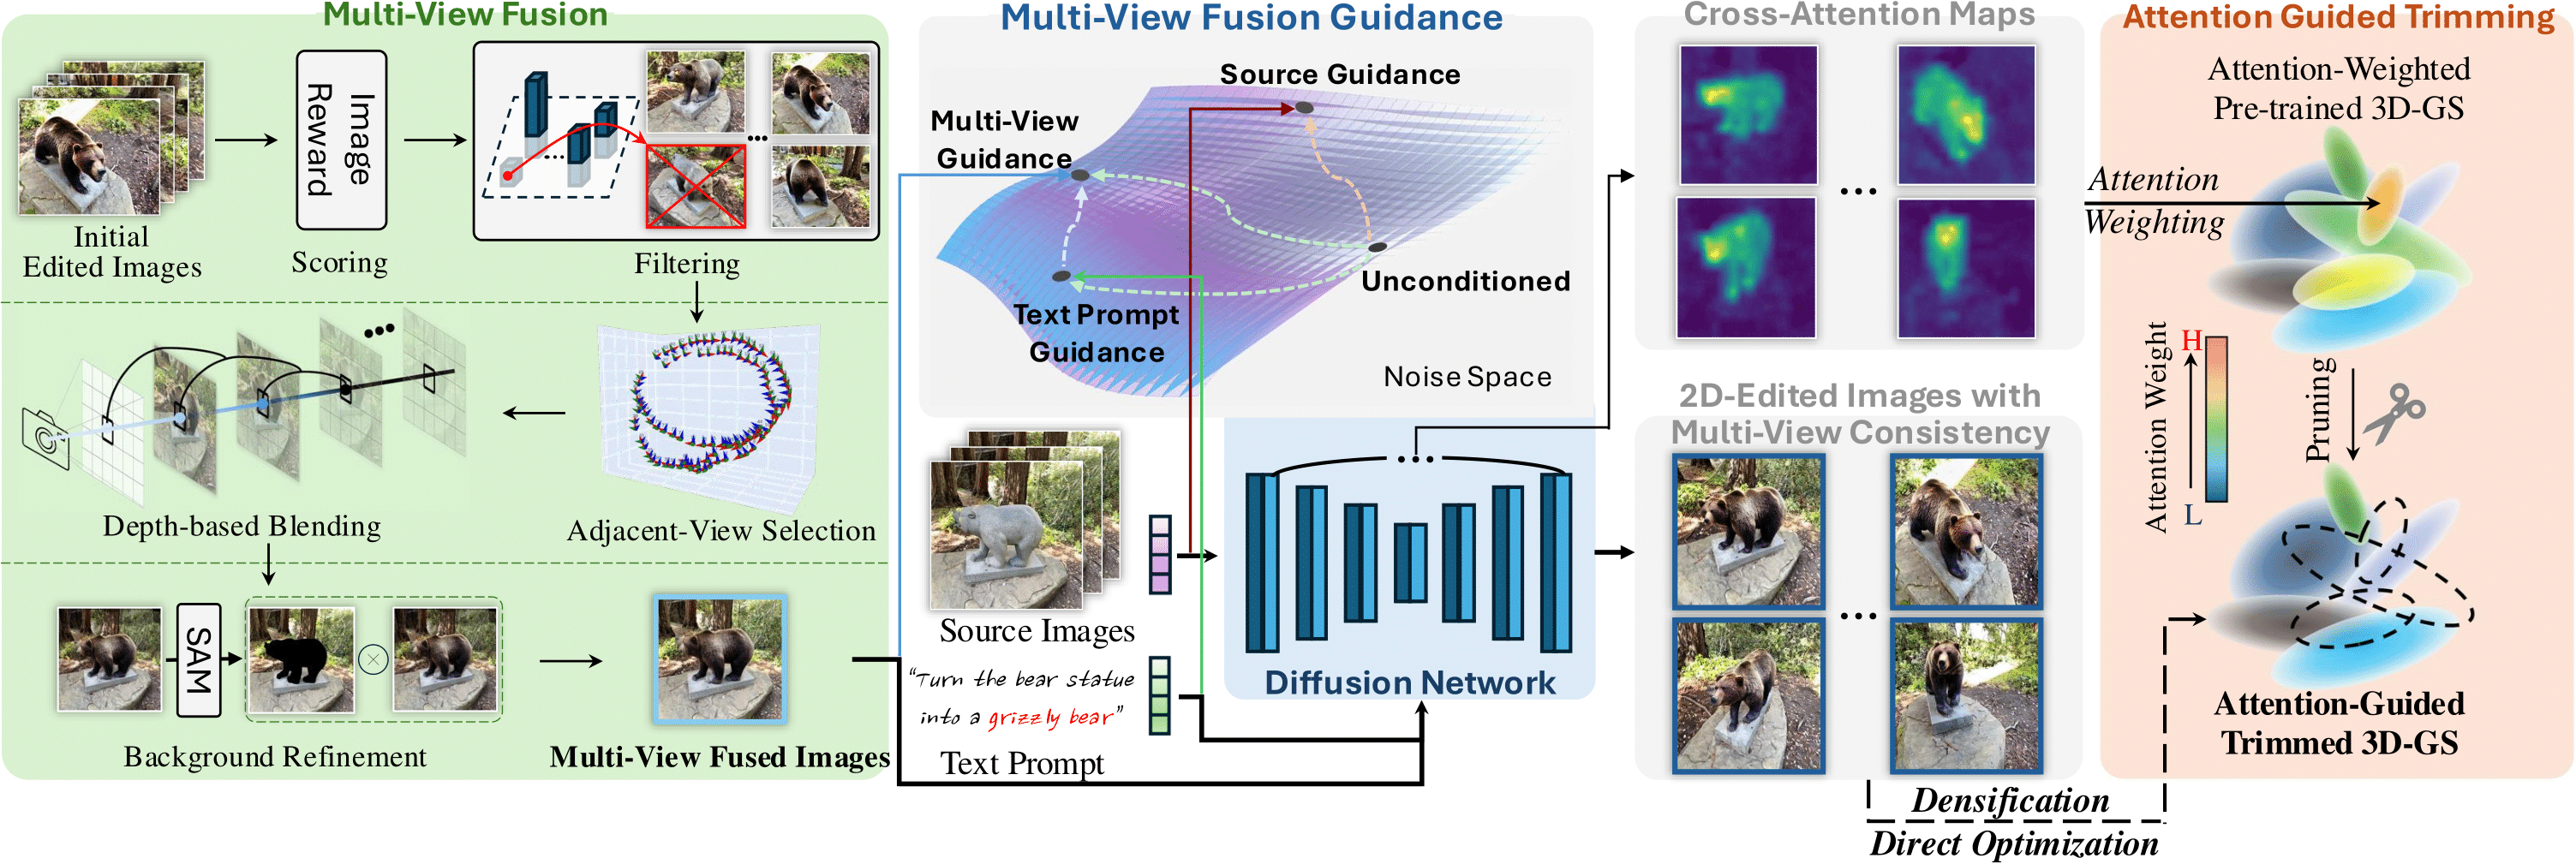 Multi-View Fusion
Image
Reward
Initial
Edited Images
Scoring
Filtering
Depth-based Blending
Adjacent-View Selection
SAM
Background Refinement
Multi-View Fused Images
Multi-View Fusion Guidance
Source Guidance
Multi-View
Guidance
Unconditioned
Text Prompt
Guidance
Noise Space
Source Images
"Turn the bear statue
into a grizzly bear"
Text Prompt
Diffusion Network
Cross-Attention Maps
2D-Edited Images with
Multi-View Consistency
Densification
Direct Optimization
Attention Guided Trimming
Attention-Weighted
Pre-trained 3D-GS
Attention
Weighting
Attention Weight
H
L
Pruning
Attention-Guided
Trimmed 3D-GS